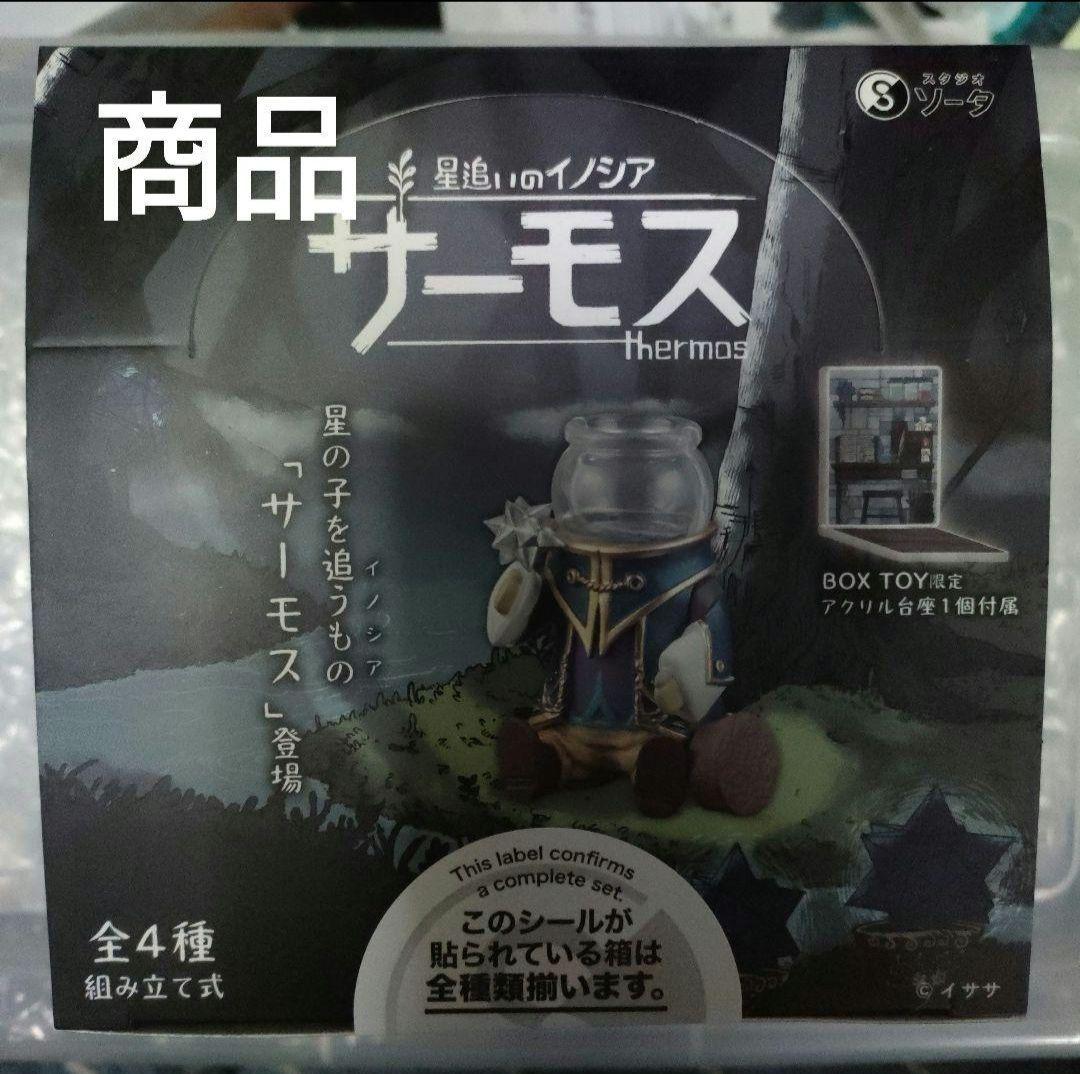 商品
スタジオ
ソータ
星追いのイノシア
サーモス
thermos
星の子を追うもの
イノシア
「サーモス」登場
BOX TOY限定
アクリル台座1個付属
This label confirms
a complete set.
このシールが
貼られている箱は
全種類揃います。
全4種
組み立て式
© イササ